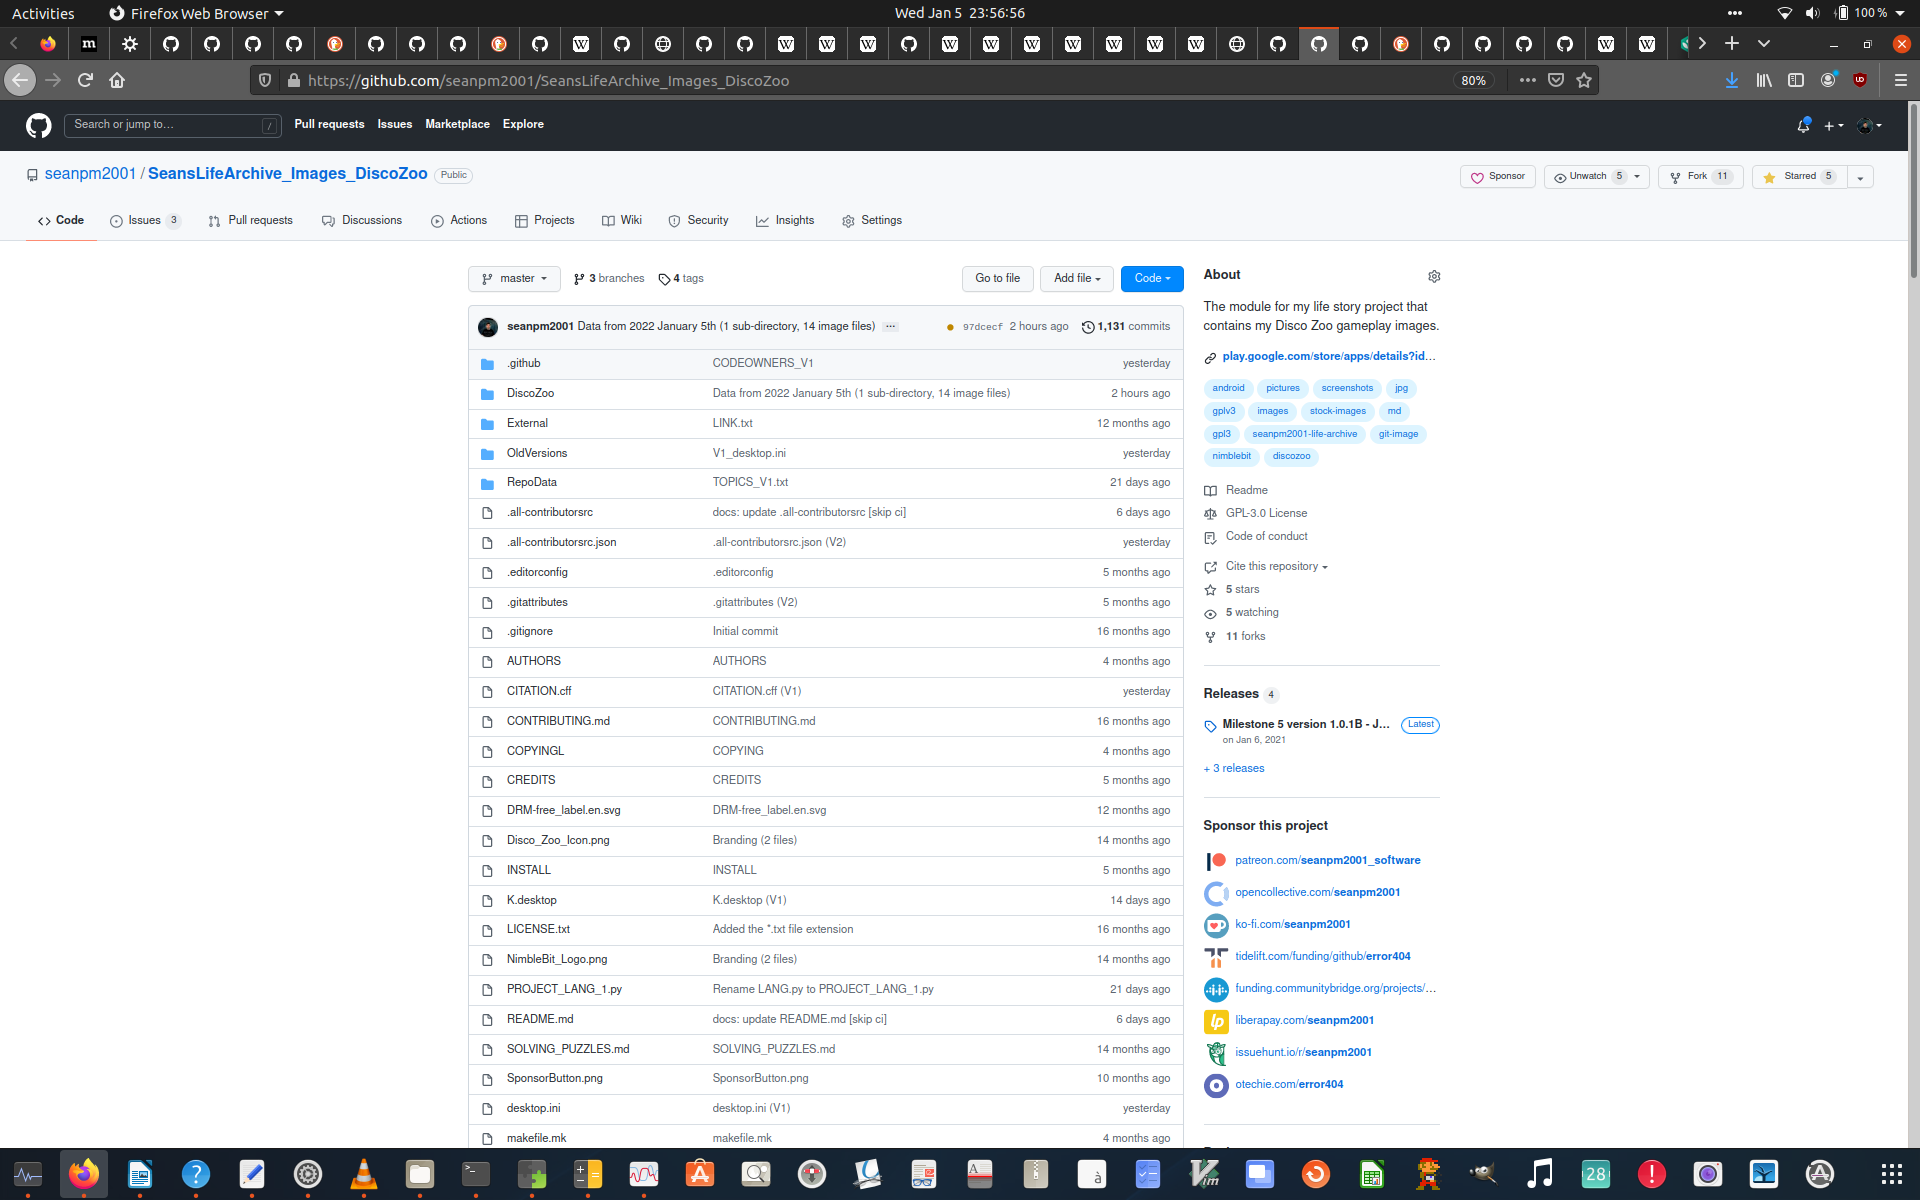 Activities
Firefox Web Browser
Wed Jan 5 23:56:56
100 %
https://github.com/seanpm2001/SeansLifeArchive_Images_DiscoZoo
80%
Search or jump to…
/
Pull requests
Issues
Marketplace
Explore
seanpm2001 / SeansLifeArchive_Images_DiscoZoo
Public
Sponsor
Unwatch 5
Fork 11
Starred 5
Code
Issues 3
Pull requests
Discussions
Actions
Projects
Wiki
Security
Insights
Settings
master
3 branches
4 tags
Go to file
Add file
Code
seanpm2001 Data from 2022 January 5th (1 sub-directory, 14 image files) ...
97dcecf 2 hours ago
1,131 commits
.github CODEOWNERS_V1 yesterday
DiscoZoo Data from 2022 January 5th (1 sub-directory, 14 image files) 2 hours ago
External LINK.txt 12 months ago
OldVersions V1_desktop.ini yesterday
RepoData TOPICS_V1.txt 21 days ago
.all-contributorsrc docs: update .all-contributorsrc [skip ci] 6 days ago
.all-contributorsrc.json .all-contributorsrc.json (V2) yesterday
.editorconfig .editorconfig 5 months ago
.gitattributes .gitattributes (V2) 5 months ago
.gitignore Initial commit 16 months ago
AUTHORS AUTHORS 4 months ago
CITATION.cff CITATION.cff (V1) yesterday
CONTRIBUTING.md CONTRIBUTING.md 16 months ago
COPYINGL COPYING 4 months ago
CREDITS CREDITS 5 months ago
DRM-free_label.en.svg DRM-free_label.en.svg 12 months ago
Disco_Zoo_Icon.png Branding (2 files) 14 months ago
INSTALL INSTALL 5 months ago
K.desktop K.desktop (V1) 14 days ago
LICENSE.txt Added the *.txt file extension 16 months ago
NimbleBit_Logo.png Branding (2 files) 14 months ago
PROJECT_LANG_1.py Rename LANG.py to PROJECT_LANG_1.py 21 days ago
README.md docs: update README.md [skip ci] 6 days ago
SOLVING_PUZZLES.md SOLVING_PUZZLES.md 14 months ago
SponsorButton.png SponsorButton.png 10 months ago
desktop.ini desktop.ini (V1) yesterday
makefile.mk makefile.mk 4 months ago
About
The module for my life story project that
contains my Disco Zoo gameplay images.
play.google.com/store/apps/details?id…
android pictures screenshots jpg
gplv3 images stock-images md
gpl3 seanpm2001-life-archive git-image
nimblebit discozoo
Readme
GPL-3.0 License
Code of conduct
Cite this repository
5 stars
5 watching
11 forks
Releases 4
Milestone 5 version 1.0.1B - J… Latest
on Jan 6, 2021
+ 3 releases
Sponsor this project
patreon.com/seanpm2001_software
opencollective.com/seanpm2001
ko-fi.com/seanpm2001
tidelift.com/funding/github/error404
funding.communitybridge.org/projects/…
liberapay.com/seanpm2001
issuehunt.io/r/seanpm2001
otechie.com/error404
28